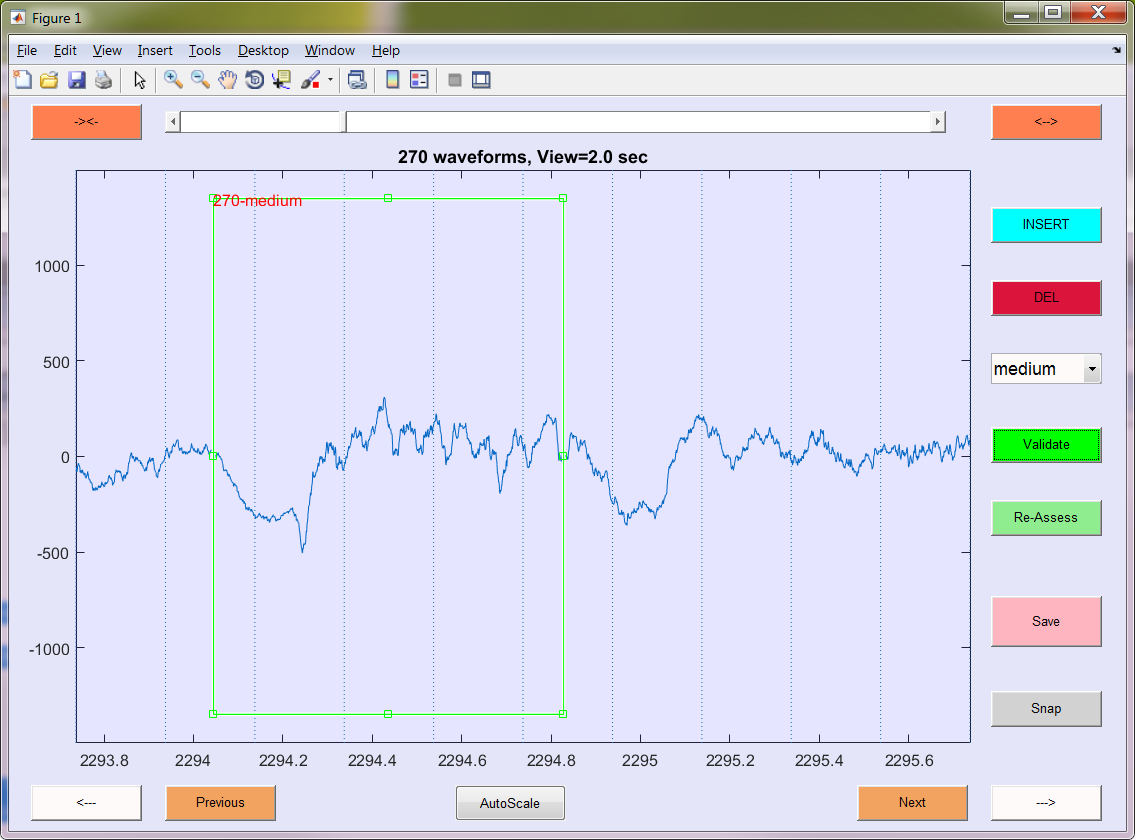 Figure 1
File Edit View Insert Tools Desktop Window Help
-><-
<-->
270 waveforms, View=2.0 sec
270-medium
1000
500
0
-500
-1000
2293.8 2294 2294.2 2294.4 2294.6 2294.8 2295 2295.2 2295.4 2295.6
INSERT
DEL
medium
Validate
Re-Assess
Save
Snap
<---
Previous
AutoScale
Next
--->